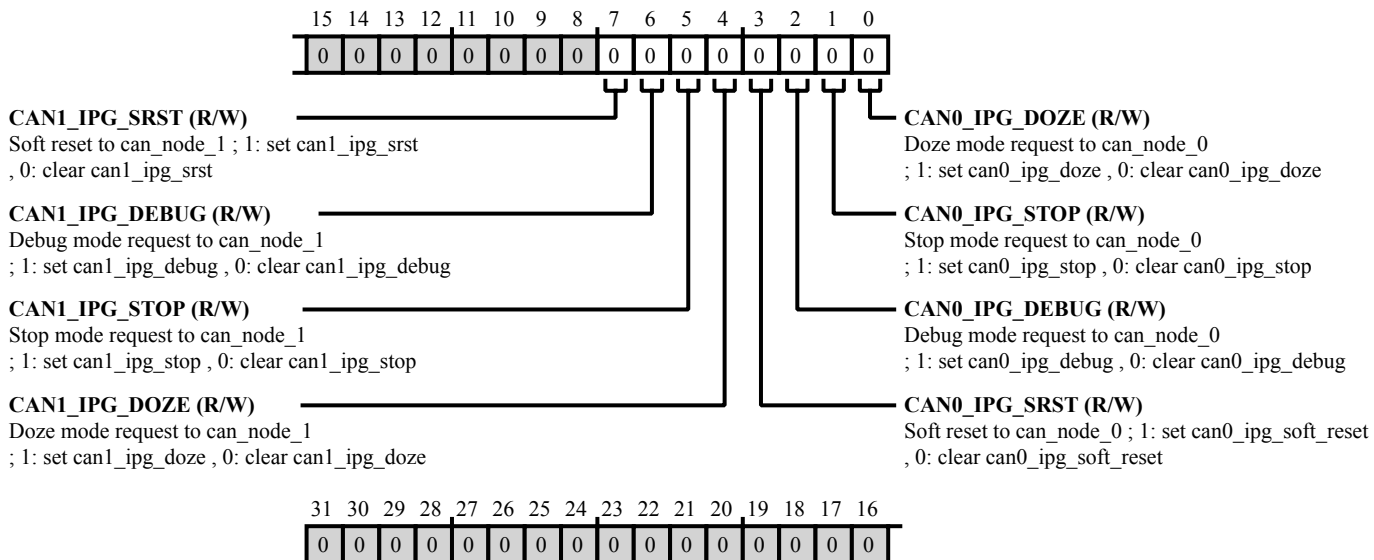 15 14 13 12 11 10 9 8 7 6 5 4 3 2 1 0
0 0 0 0 0 0 0 0 0 0 0 0 0 0 0 0
CAN1_IPG_SRST (R/W)
Soft reset to can_node_1 ; 1: set can1_ipg_srst
, 0: clear can1_ipg_srst
CAN1_IPG_DEBUG (R/W)
Debug mode request to can_node_1
; 1: set can1_ipg_debug , 0: clear can1_ipg_debug
CAN1_IPG_STOP (R/W)
Stop mode request to can_node_1
; 1: set can1_ipg_stop , 0: clear can1_ipg_stop
CAN1_IPG_DOZE (R/W)
Doze mode request to can_node_1
; 1: set can1_ipg_doze , 0: clear can1_ipg_doze
CAN0_IPG_DOZE (R/W)
Doze mode request to can_node_0
; 1: set can0_ipg_doze , 0: clear can0_ipg_doze
CAN0_IPG_STOP (R/W)
Stop mode request to can_node_0
; 1: set can0_ipg_stop , 0: clear can0_ipg_stop
CAN0_IPG_DEBUG (R/W)
Debug mode request to can_node_0
; 1: set can0_ipg_debug , 0: clear can0_ipg_debug
CAN0_IPG_SRST (R/W)
Soft reset to can_node_0 ; 1: set can0_ipg_soft_reset
, 0: clear can0_ipg_soft_reset
31 30 29 28 27 26 25 24 23 22 21 20 19 18 17 16
0 0 0 0 0 0 0 0 0 0 0 0 0 0 0 0